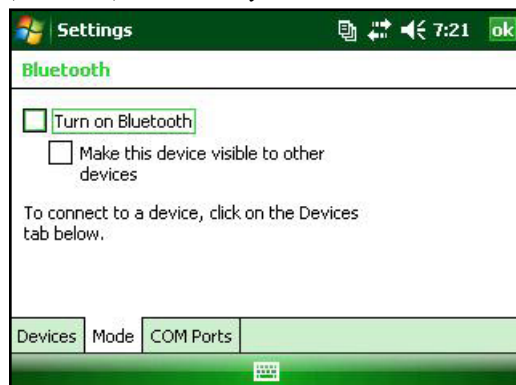 Settings 7:21 ok
Bluetooth
Turn on Bluetooth
Make this device visible to other
devices
To connect to a device, click on the Devices
tab below.
Devices Mode COM Ports